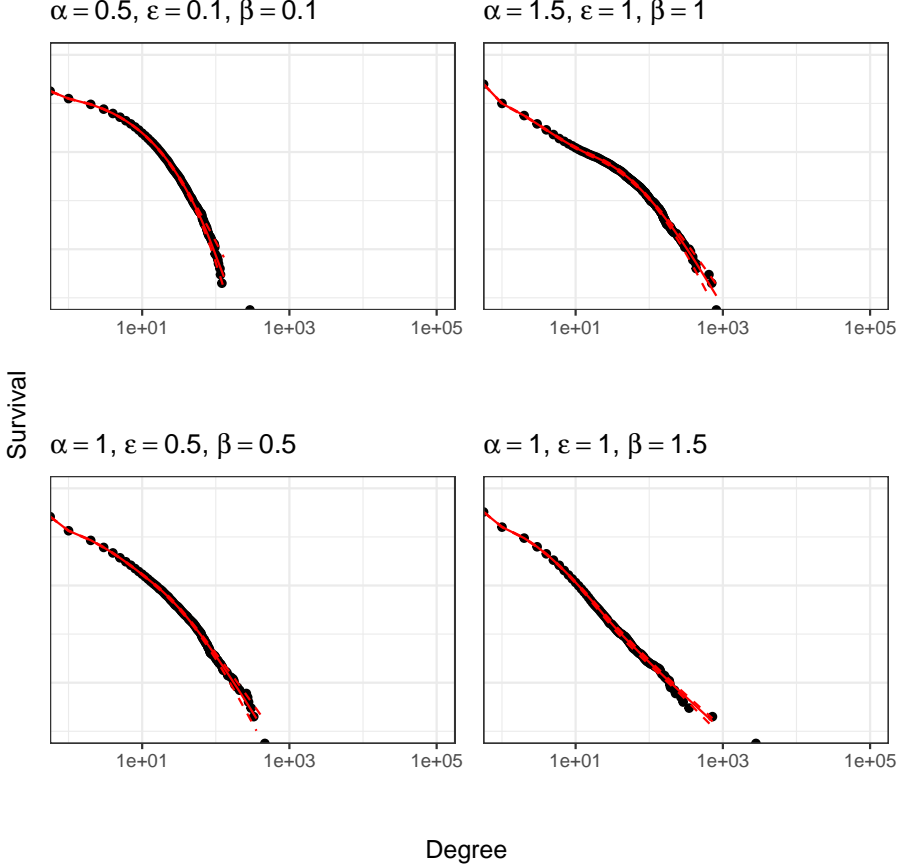 α = 0.5, ε = 0.1, β = 0.1
α = 1.5, ε = 1, β = 1
1e+01 1e+03 1e+05
1e+01 1e+03 1e+05
Survival
α = 1, ε = 0.5, β = 0.5
α = 1, ε = 1, β = 1.5
1e+01 1e+03 1e+05
1e+01 1e+03 1e+05
Degree